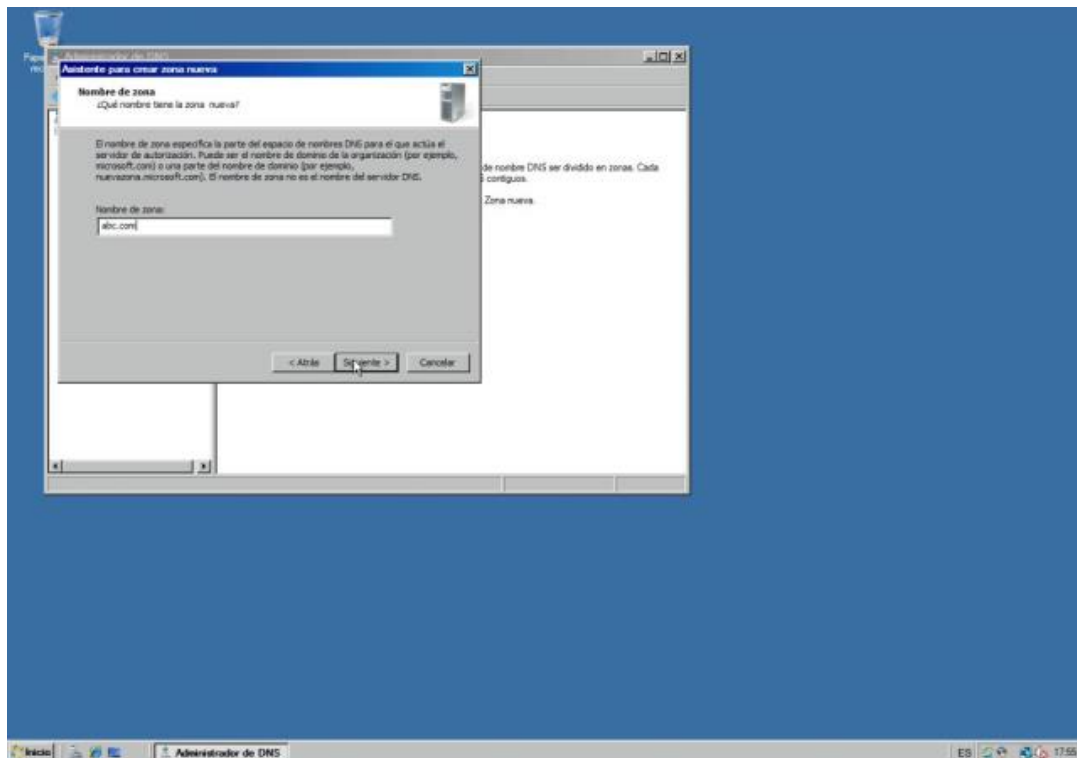 Administrador de DNS
Asistente para crear zona nueva
Nombre de zona
¿Qué nombre tiene la zona nueva?
El nombre de zona especifica la parte del espacio de nombres DNS para el que actúa el
servidor de autorización. Puede ser el nombre de dominio de la organización (por ejemplo,
microsoft.com) o una parte del nombre de dominio (por ejemplo,
nuevazona.microsoft.com). El nombre de zona no es el nombre del servidor DNS.
de nombre DNS ser dividido en zonas. Cada
contiguos.
Zona nueva.
Nombre de zona:
abc.com
< Atrás Siguiente > Cancelar
Inicio Administrador de DNS ES 17:55